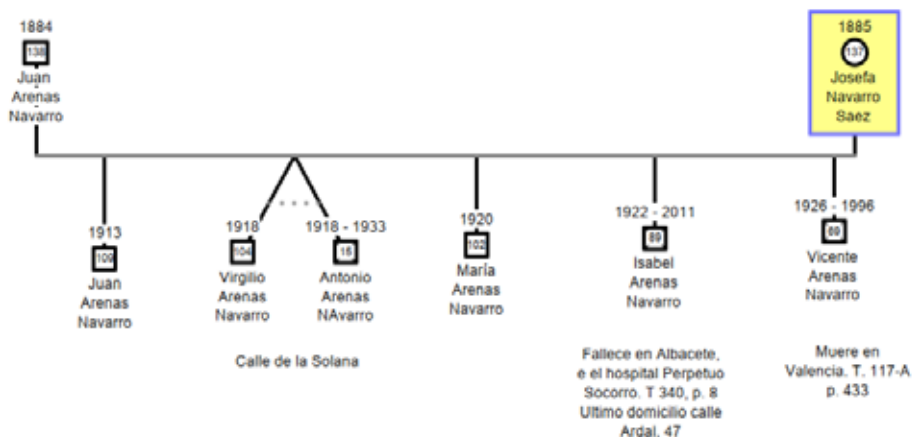 1884
138
Juan
Arenas
Navarro
1885
137
Josefa
Navarro
Saez
1913
109
Juan
Arenas
Navarro
1918
104
Virgilio
Arenas
Navarro
1918 - 1933
15
Antonio
Arenas
NAvarro
1920
102
María
Arenas
Navarro
1922 - 2011
89
Isabel
Arenas
Navarro
1926 - 1996
69
Vicente
Arenas
Navarro
Calle de la Solana
Fallece en Albacete,
e el hospital Perpetuo
Socorro. T 340, p. 8
Ultimo domicilio calle
Ardal, 47
Muere en
Valencia. T. 117-A
p. 433